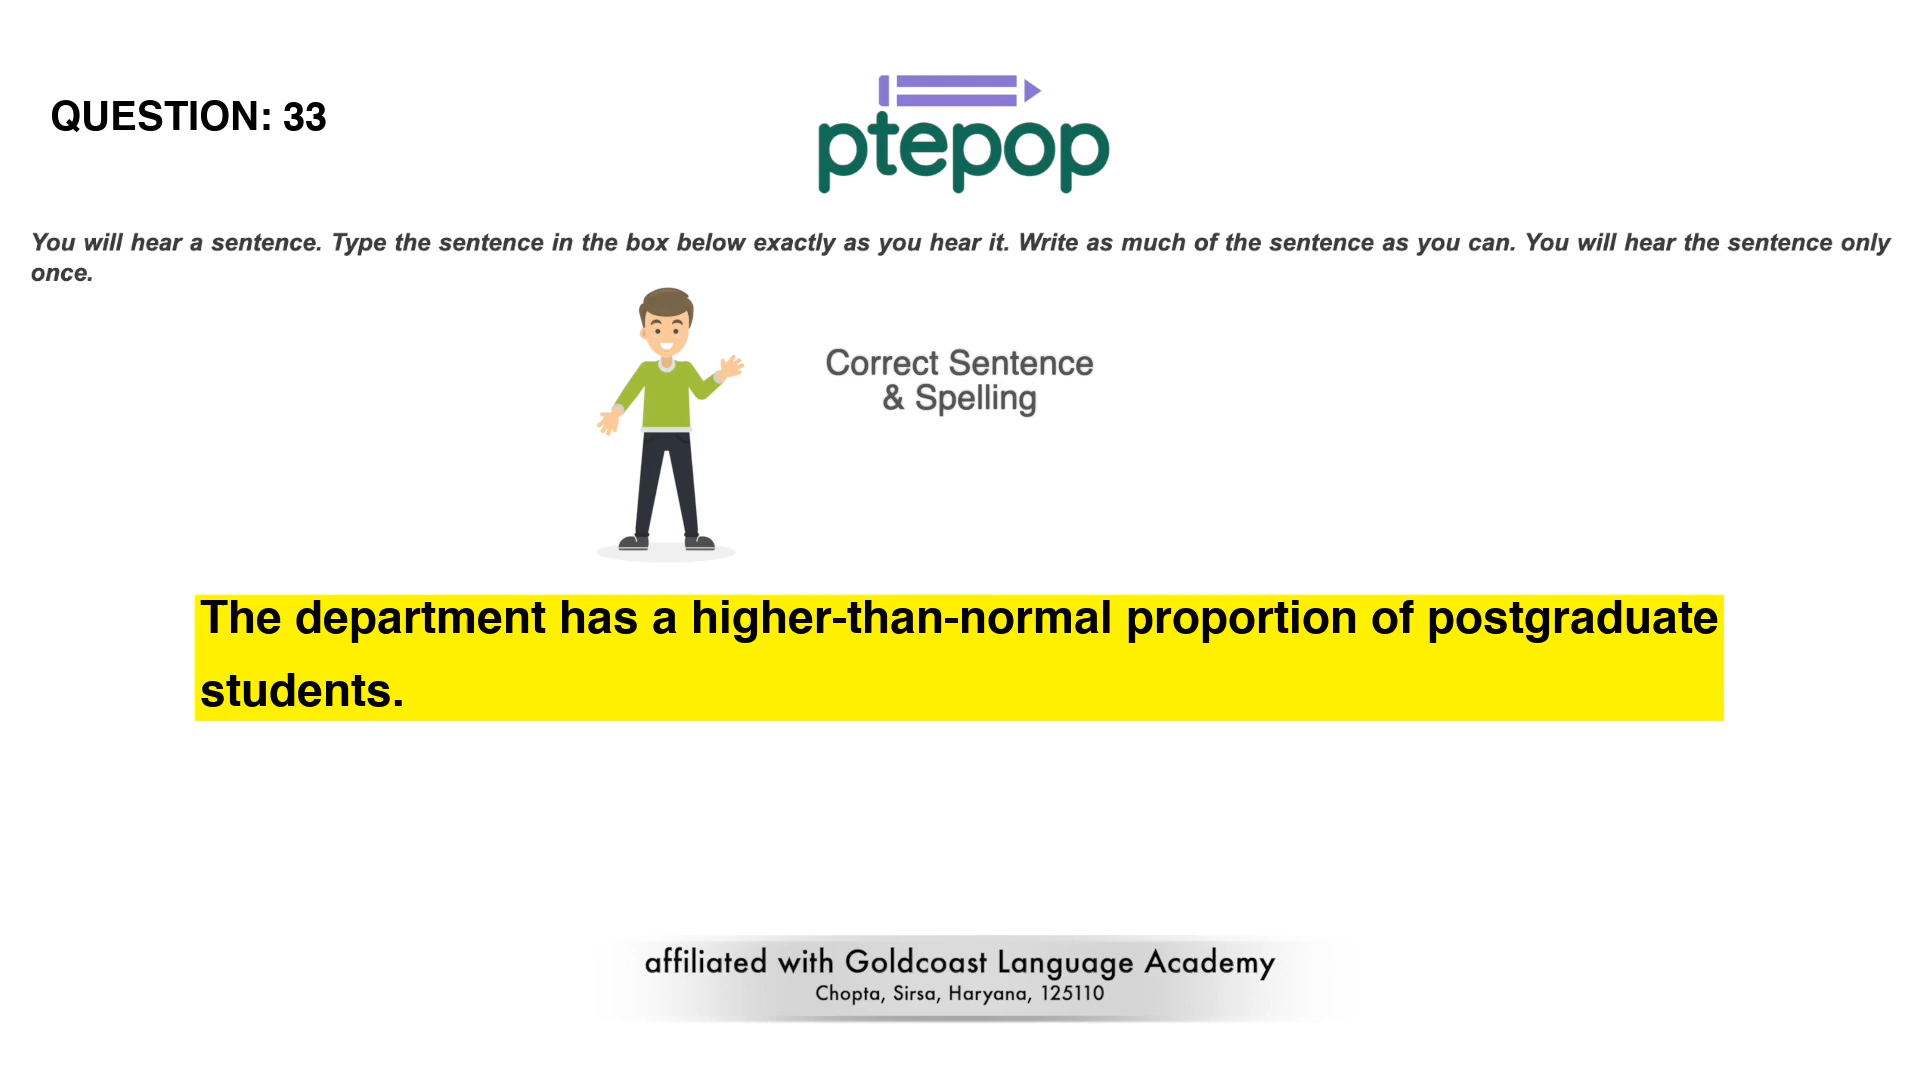 QUESTION: 33
ptepop
You will hear a sentence. Type the sentence in the box below exactly as you hear it. Write as much of the sentence as you can. You will hear the sentence only
once.
Correct Sentence
& Spelling
The department has a higher-than-normal proportion of postgraduate
students.
affiliated with Goldcoast Language Academy
Chopta, Sirsa, Haryana, 125110